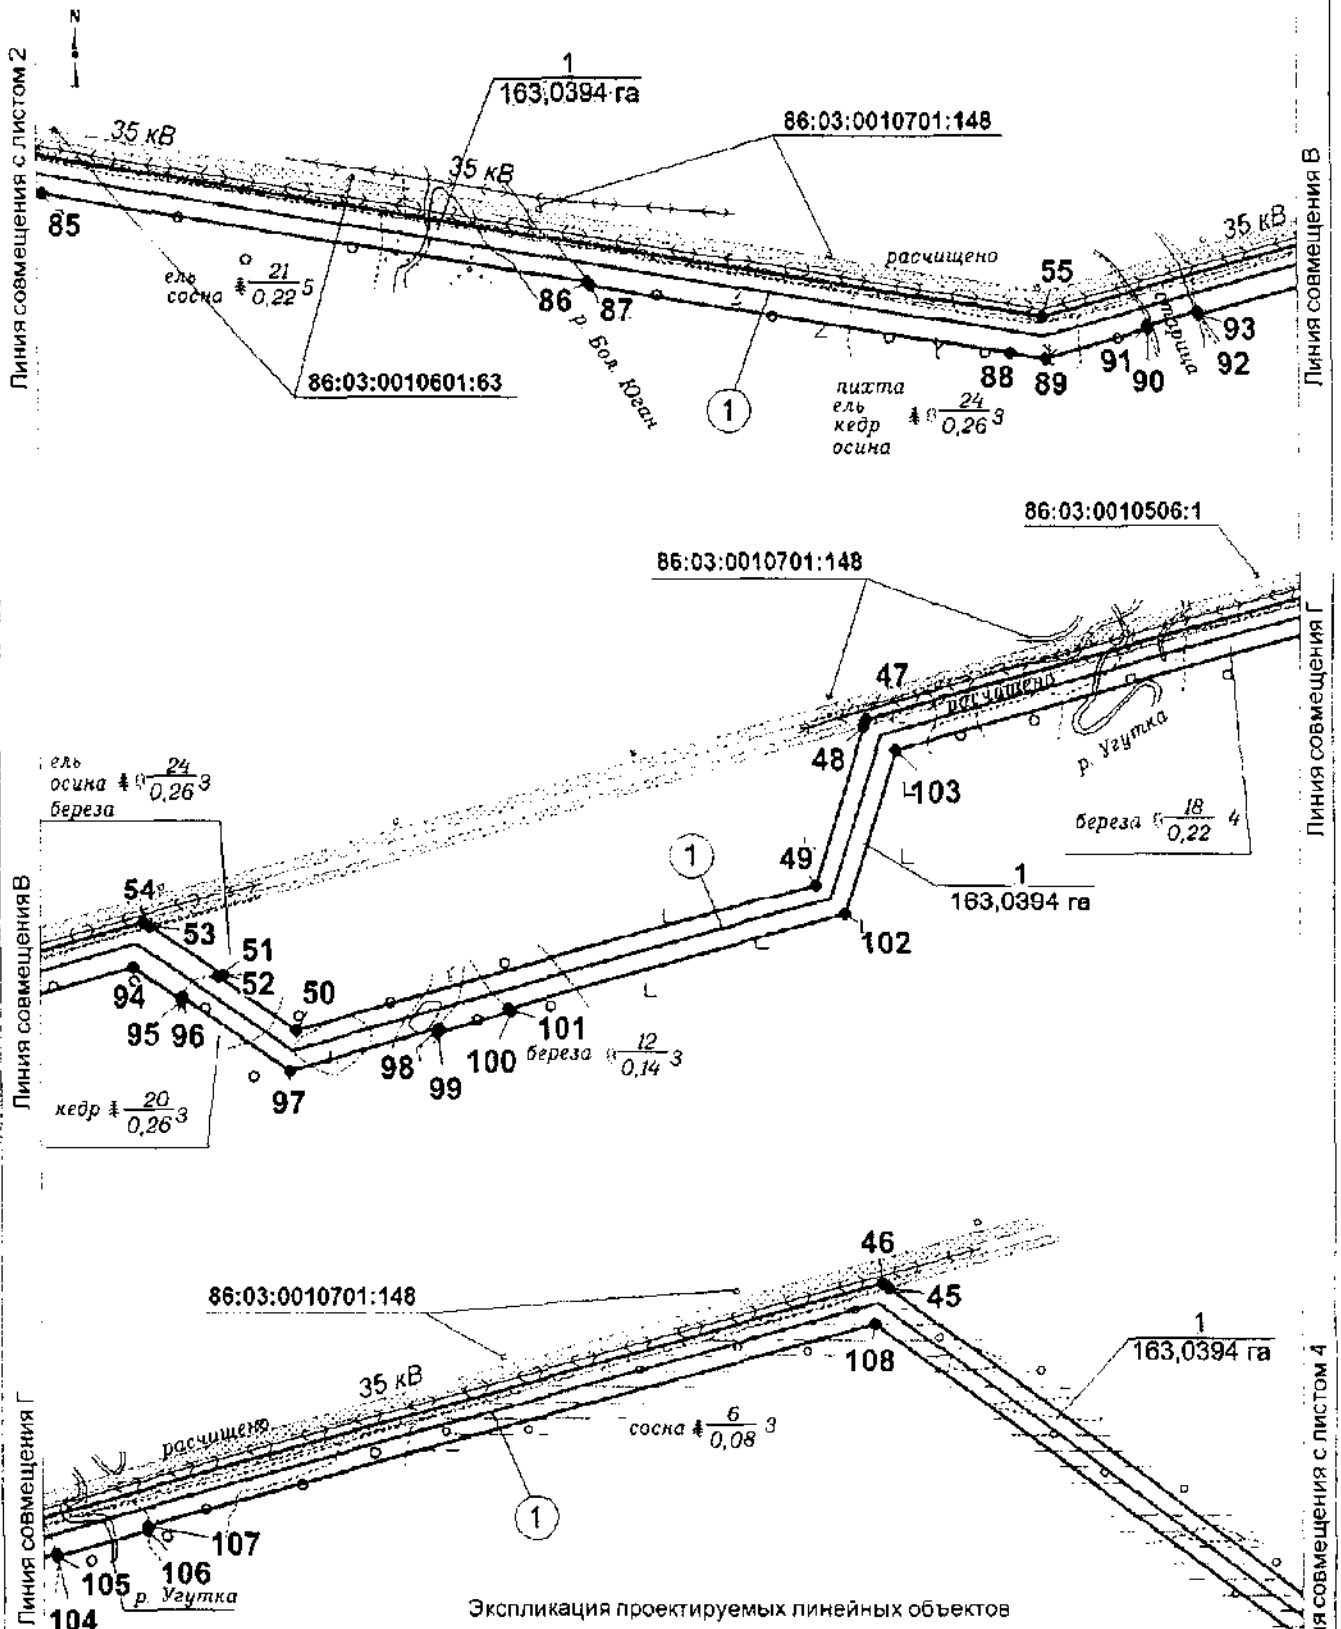 N
Линия совмещения с листом 2
1
163,0394 га
86:03:0010701:148
35 кВ
35 кВ
35 кВ
Линия совмещения В
85
ель
сосна 21 5
0,22
86
87
расчищено
55
93
88
89
91
90
92
старица
р. Бол. Юган
86:03:0010601:63
1
пихта
ель
кедр
осина
24 3
0,26
86:03:0010506:1
86:03:0010701:148
Линия совмещения Г
47
расчищено
48
103
р. Угутка
береза 18 4
0,22
ель
осина
береза
24 3
0,26
1
49
1
163,0394 га
Линия совмещения В
54
53
51
52
50
102
94
95
96
98
99
100
101
97
береза 12 3
0,14
кедр 20 3
0,26
46
45
86:03:0010701:148
108
1
163,0394 га
35 кВ
расчищено
сосна 6 3
0,08
Линия совмещения Г
1
107
106
105
104
р. Угутка
я совмещения с листом 4
Экспликация проектируемых линейных объектов